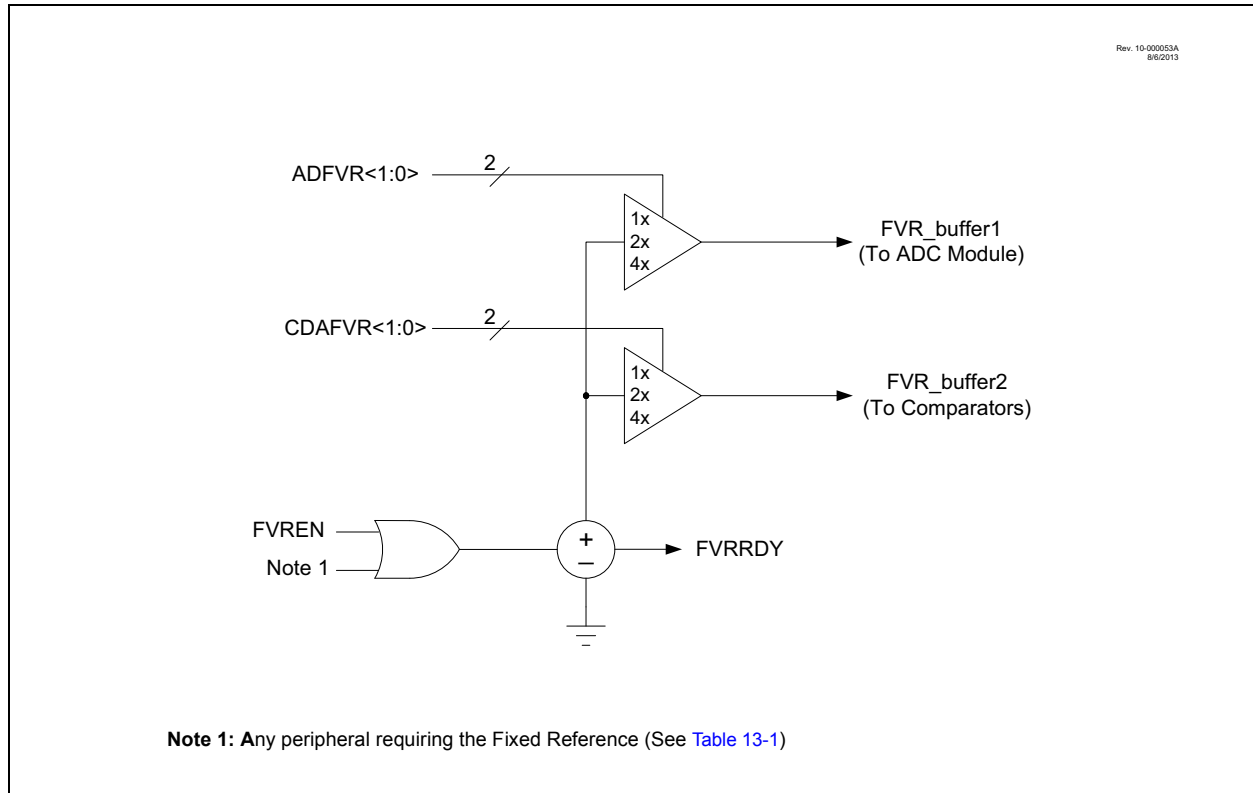 Rev. 10-000053A
8/6/2013
ADFVR<1:0>
2
1x
2x
4x
FVR_buffer1
(To ADC Module)
CDAFVR<1:0>
2
1x
2x
4x
FVR_buffer2
(To Comparators)
FVREN
Note 1
+
−
FVRRDY
Note 1: Any peripheral requiring the Fixed Reference (See Table 13-1)